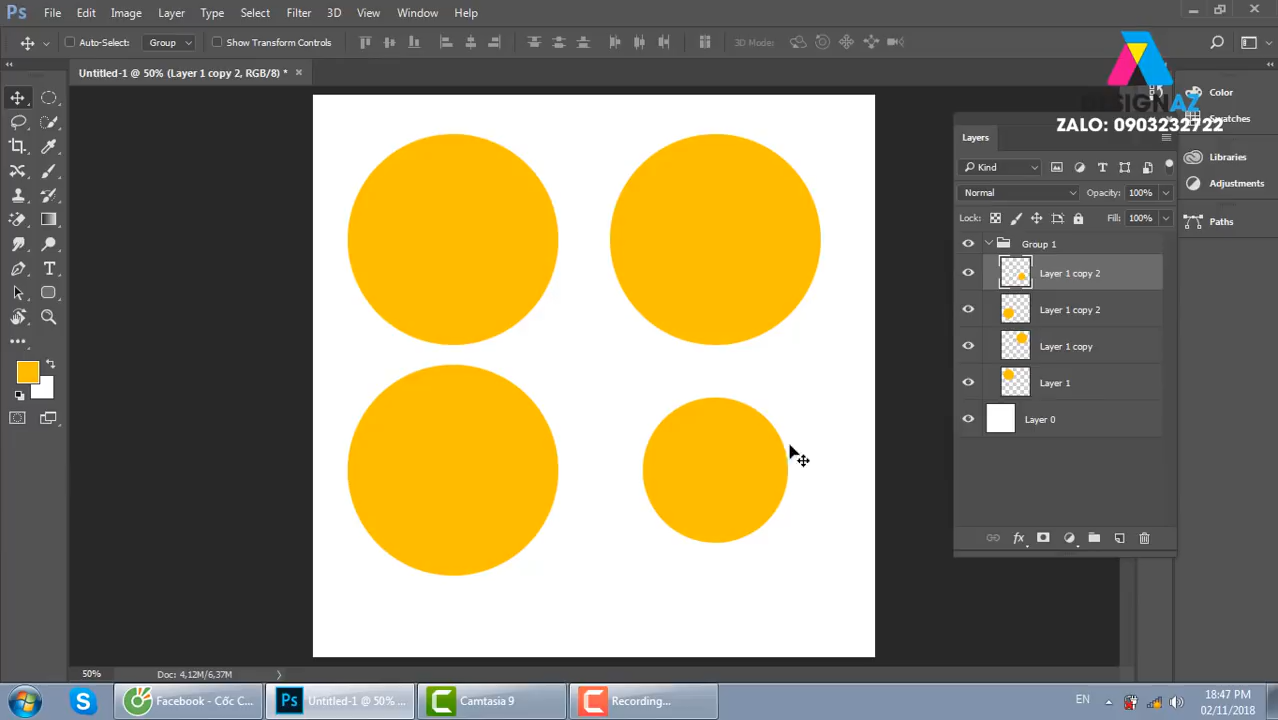 Ps File Edit Image Layer Type Select Filter 3D View Window Help
Auto-Select: Group Show Transform Controls 3D Mode:
Untitled-1 @ 50% (Layer 1 copy 2, RGB/8) * ×
AZ
ZALO: 0903232722
Color
Swatches
Libraries
Adjustments
Paths
Layers
Kind
Normal Opacity: 100%
Lock: Fill: 100%
Group 1
Layer 1 copy 2
Layer 1 copy 2
Layer 1 copy
Layer 1
Layer 0
fx
50% Doc: 4,12M/6,37M
Facebook - Cốc C... Ps Untitled-1 @ 50% ... Camtasia 9 Recording...
EN
18:47 PM
02/11/2018